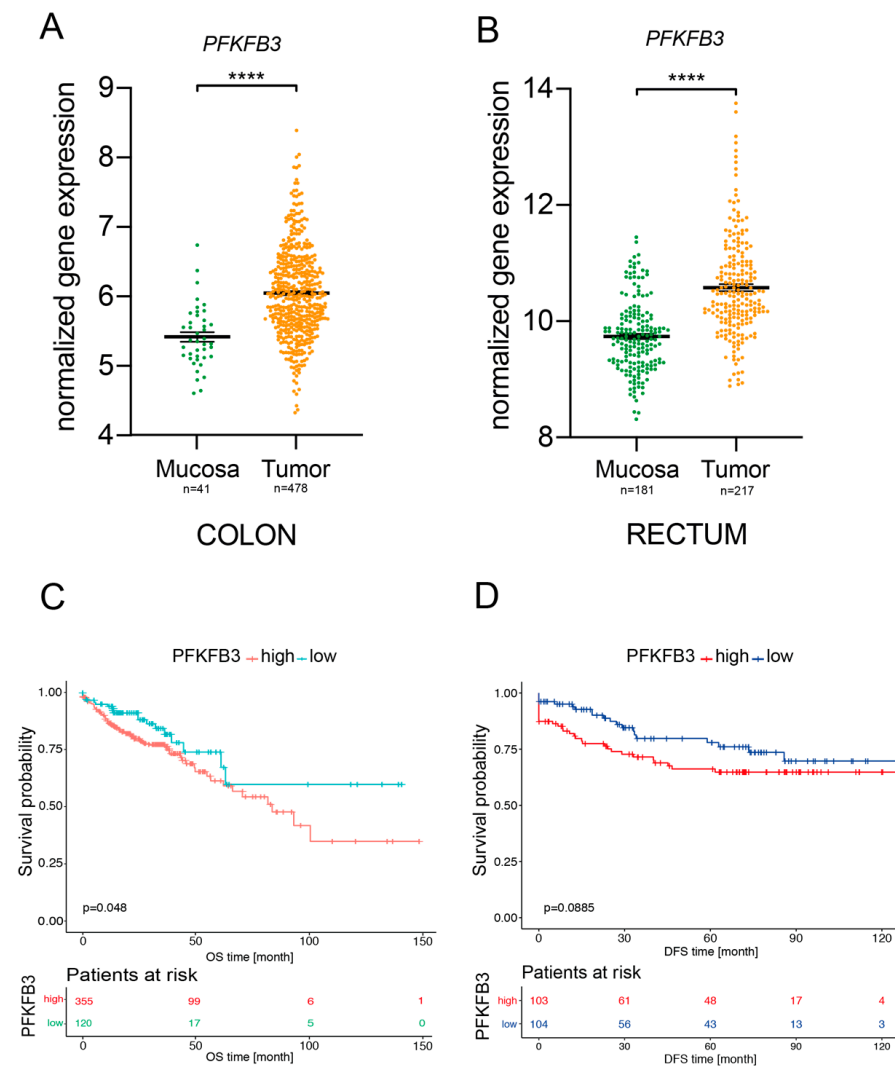 A
PFKFB3
****
normalized gene expression
9
8
7
6
5
4
Mucosa Tumor
n=41 n=478
COLON
B
PFKFB3
****
normalized gene expression
14
12
10
8
Mucosa Tumor
n=181 n=217
RECTUM
C
PFKFB3 high low
Survival probability
1.00
0.75
0.50
0.25
0.00
p=0.048
0 50 100 150
OS time [month]
Patients at risk
PFKFB3
high 355 99 6 1
low 120 17 5 0
0 50 100 150
OS time [month]
D
PFKFB3 high low
Survival probability
1.00
0.75
0.50
0.25
0.00
p=0.0885
0 30 60 90 120
DFS time [month]
Patients at risk
PFKFB3
high 103 61 48 17 4
low 104 56 43 13 3
0 30 60 90 120
DFS time [month]